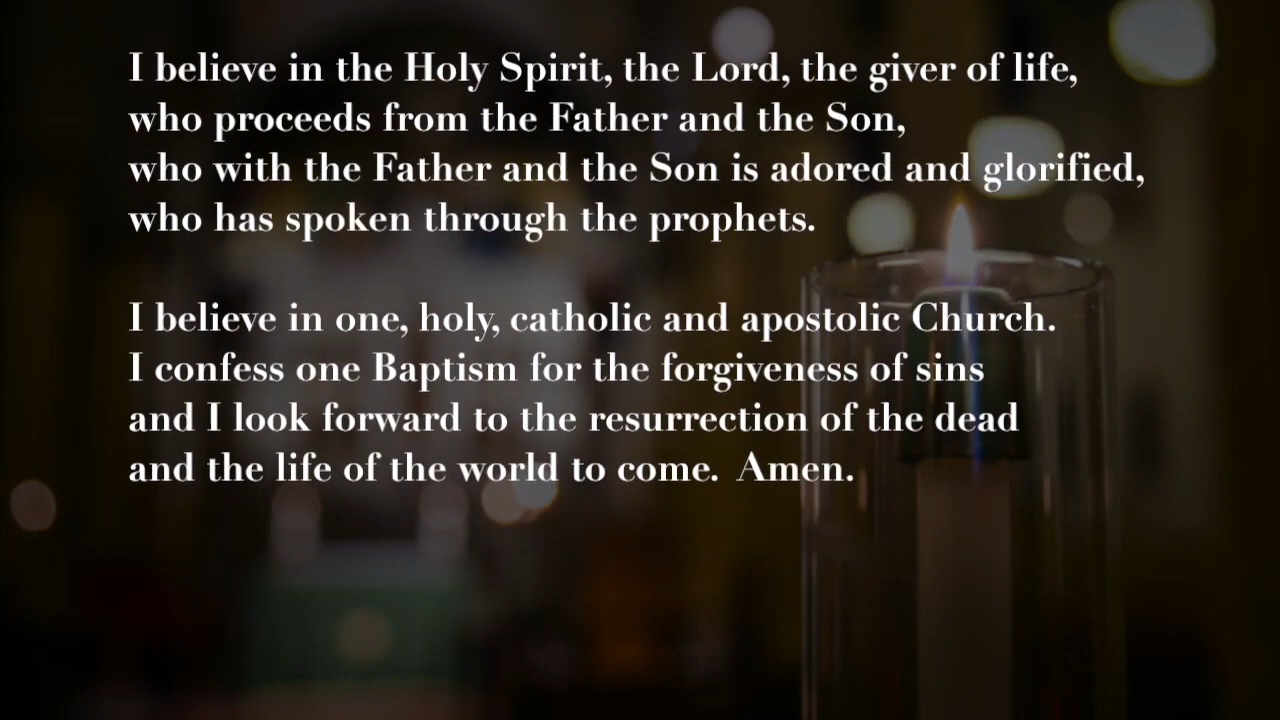 I believe in the Holy Spirit, the Lord, the giver of life,
who proceeds from the Father and the Son,
who with the Father and the Son is adored and glorified,
who has spoken through the prophets.
I believe in one, holy, catholic and apostolic Church.
I confess one Baptism for the forgiveness of sins
and I look forward to the resurrection of the dead
and the life of the world to come.  Amen.